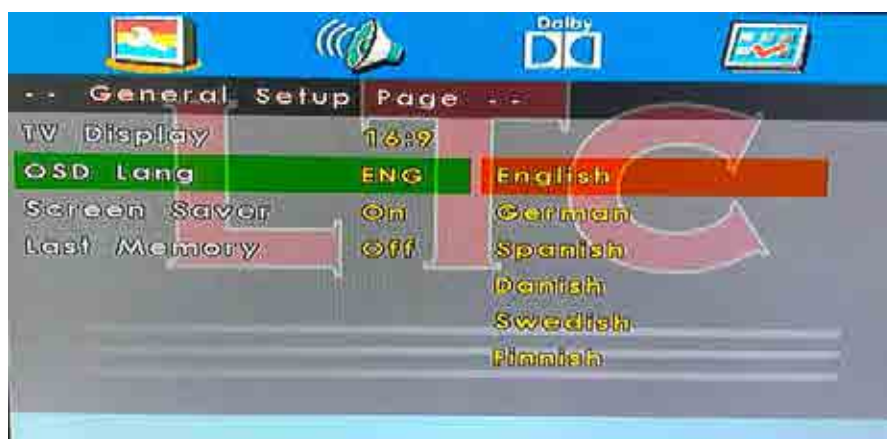 Dolby
-- General Setup Page --
TV Display 16:9
OSD Lang ENG English
Screen Saver On German
Last Memory Off Spanish
Danish
Swedish
Finnish
LTC